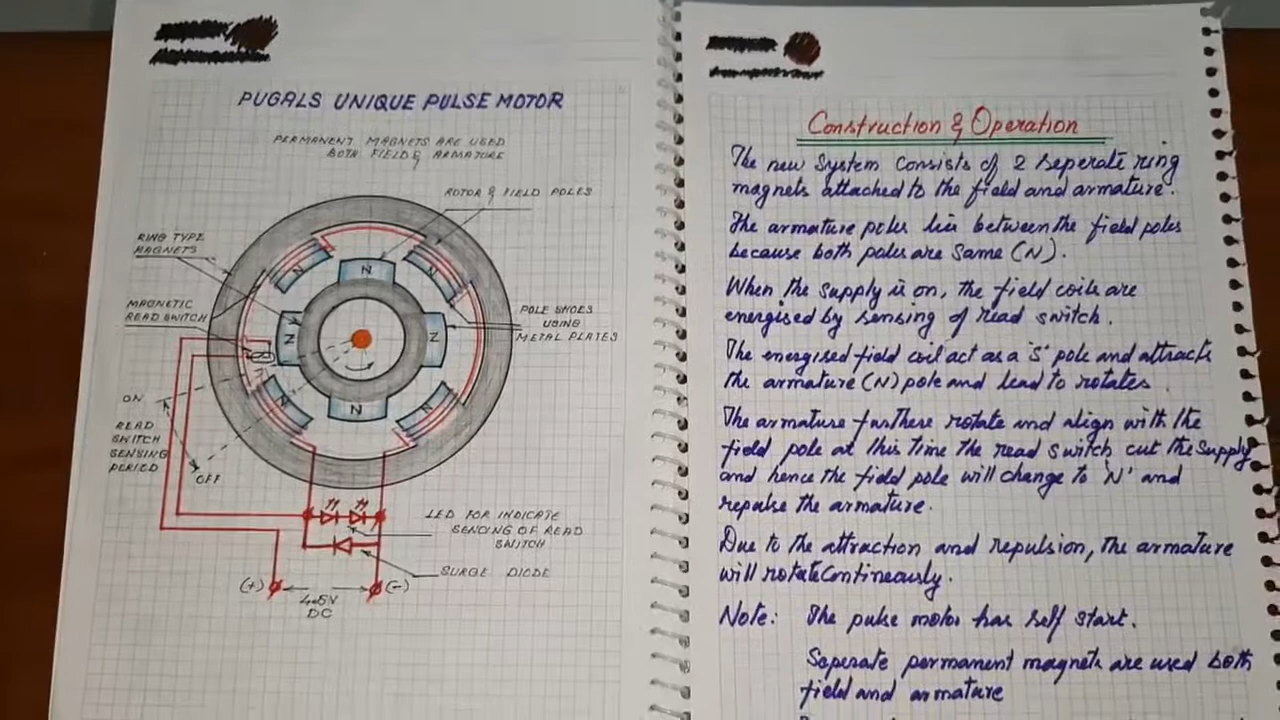 PUGALS UNIQUE PULSE MOTOR
PERMANENT MAGNETS ARE USED
BOTH FIELD & ARMATURE
ROTOR & FIELD POLES
RING TYPE
MAGNETS
MAGNETIC
READ SWITCH
POLE SHOES
USING
METAL PLATES
N
N
N
N
N
N
N
N
ON
READ
SWITCH
SENSING
PERIOD
OFF
LED FOR INDICATE
SENCING OF READ
SWITCH
SURGE DIODE
(+)
(-)
4.5V
DC
Construction & Operation
The new system consists of 2 seperate ring
magnets attached to the field and armature.
The armature poles lie between the field poles
because both poles are same (N).
When the supply is on, the field coils are
energised by sensing of read switch.
The energised field coil act as a 'S' pole and attracts
the armature (N) pole and lead to rotates.
The armature farthere rotate and align with the
field pole at this time the read switch cut the supply
and hence the field pole will change to 'N' and
repulse the armature.
Due to the attraction and repulsion, the armature
will rotate contineously.
Note: The pulse motor has self start.
Seperate permanent magnets are used both
field and armature